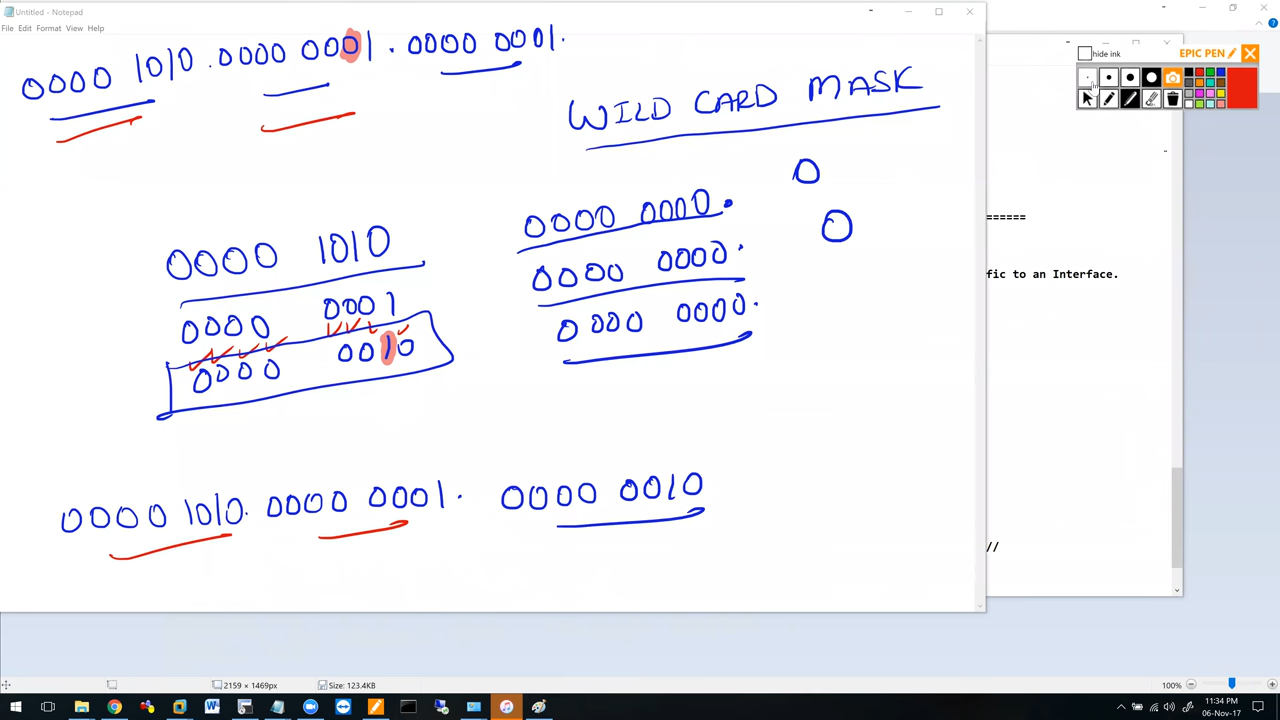 Untitled - Notepad
File Edit Format View Help
hide ink
EPIC PEN
0000 1010 . 0000 0001 . 0000 0001.
WILD CARD MASK
0
0000 0000.
0
======
0000 1010
0000 0000.
fic to an Interface.
0000 0001
0000 0000.
0000 0010
0000 1010. 0000 0001. 0000 0010
//
2159 × 1469px
Size: 123.4KB
100%
11:34 PM
06-Nov-17